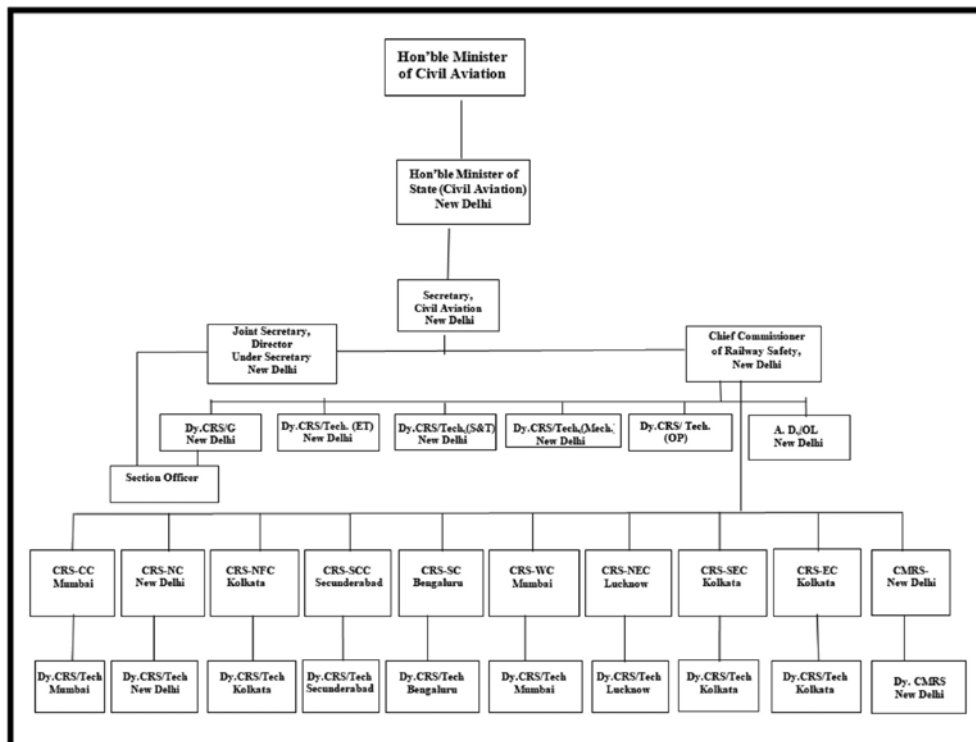 Hon'ble Minister
of Civil Aviation
Hon'ble Minister of
State (Civil Aviation)
New Delhi
Secretary,
Civil Aviation
New Delhi
Joint Secretary,
Director
Under Secretary
New Delhi
Chief Commissioner
of Railway Safety,
New Delhi
Dy.CRS/G
New Delhi
Dy.CRS/Tech. (ET)
New Delhi
Dy.CRS/Tech.(S&T)
New Delhi
Dy.CRS/Tech.(Mech.)
New Delhi
Dy.CRS/ Tech.
(OP)
A. D./OL
New Delhi
Section Officer
CRS-CC
Mumbai
CRS-NC
New Delhi
CRS-NFC
Kolkata
CRS-SCC
Secunderabad
CRS-SC
Bengaluru
CRS-WC
Mumbai
CRS-NEC
Lucknow
CRS-SEC
Kolkata
CRS-EC
Kolkata
CMRS-
New Delhi
Dy.CRS/Tech
Mumbai
Dy.CRS/Tech
New Delhi
Dy.CRS/Tech
Kolkata
Dy.CRS/Tech
Secunderabad
Dy.CRS/Tech
Bengaluru
Dy.CRS/Tech
Mumbai
Dy.CRS/Tech
Lucknow
Dy.CRS/Tech
Kolkata
Dy.CRS/Tech
Kolkata
Dy. CMRS
New Delhi